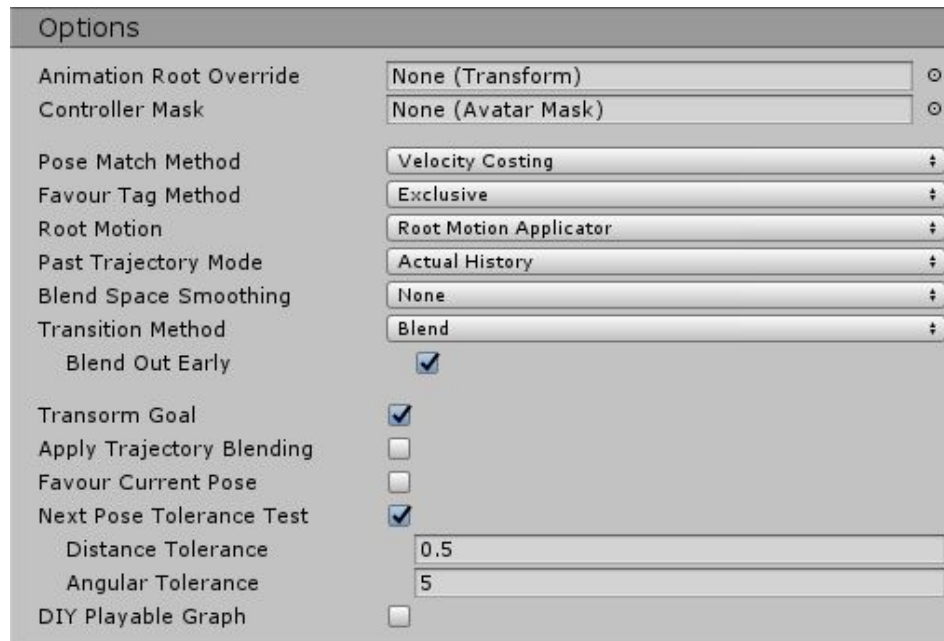 Options
Animation Root Override None (Transform)
Controller Mask None (Avatar Mask)
Pose Match Method Velocity Costing
Favour Tag Method Exclusive
Root Motion Root Motion Applicator
Past Trajectory Mode Actual History
Blend Space Smoothing None
Transition Method Blend
Blend Out Early
Transorm Goal
Apply Trajectory Blending
Favour Current Pose
Next Pose Tolerance Test
Distance Tolerance 0.5
Angular Tolerance 5
DIY Playable Graph